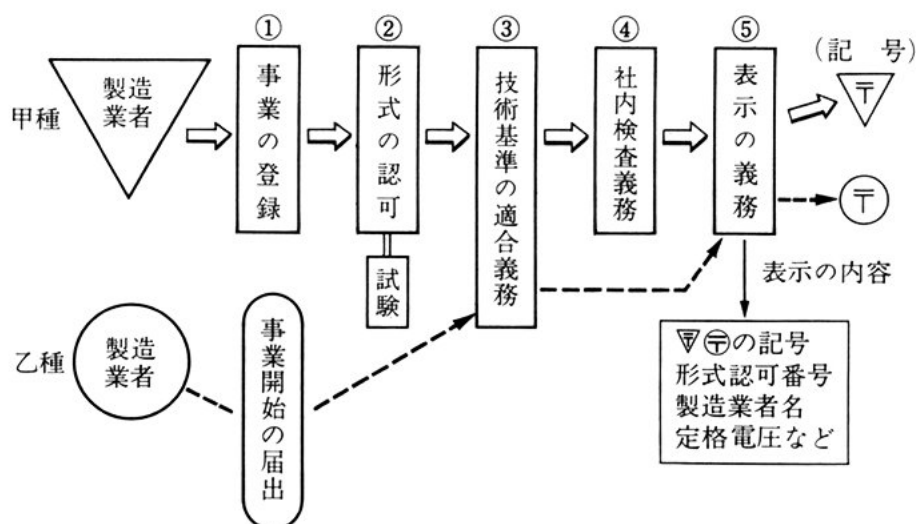 ① ② ③ ④ ⑤
(記 号)
甲種
製造
業者
事業の登録
形式の認可
試験
技術基準の適合義務
社内検査義務
表示の義務
〒
〒
表示の内容
乙種
製造
業者
事業開始の届出
〒〒の記号
形式認可番号
製造業者名
定格電圧など